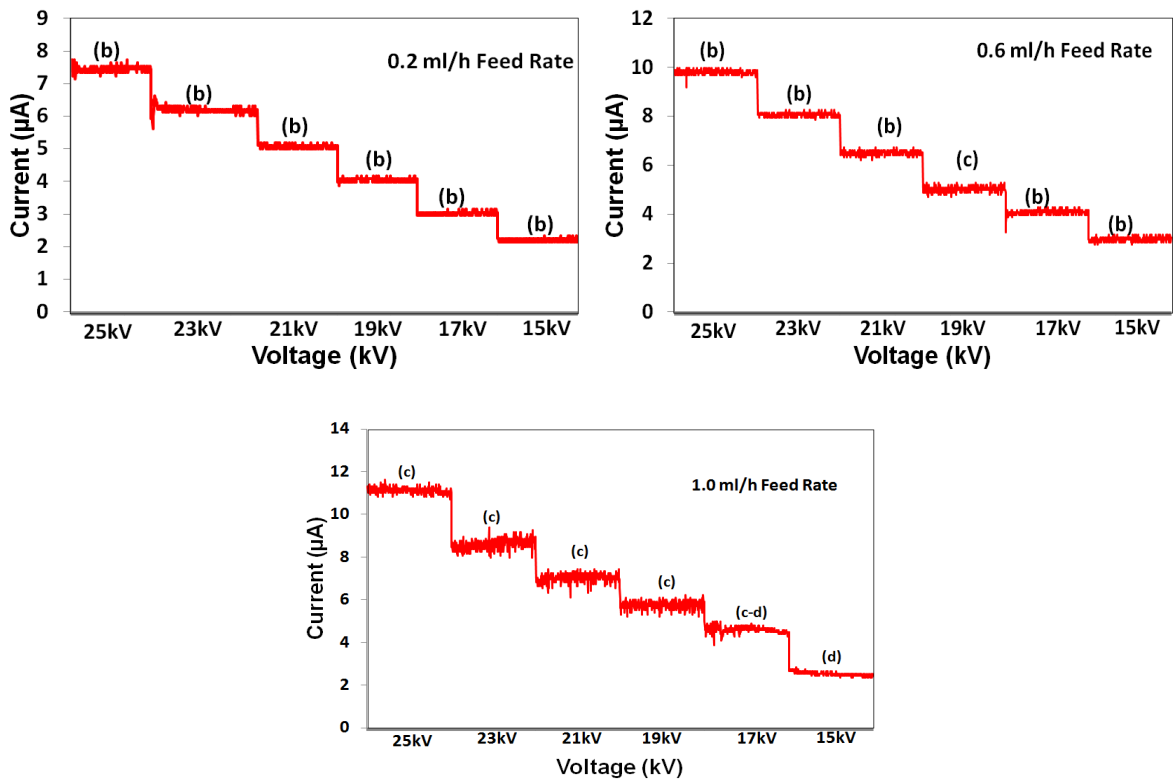 9
8
7
6
5
4
3
2
1
0
Current (µA)
(b)
(b)
(b)
(b)
(b)
(b)
0.2 ml/h Feed Rate
25kV 23kV 21kV 19kV 17kV 15kV
Voltage (kV)
12
10
8
6
4
2
0
Current (µA)
(b)
(b)
(b)
(c)
(b)
(b)
0.6 ml/h Feed Rate
25kV 23kV 21kV 19kV 17kV 15kV
Voltage (kV)
14
12
10
8
6
4
2
0
Current (µA)
(c)
(c)
(c)
(c)
(c-d)
(d)
1.0 ml/h Feed Rate
25kV 23kV 21kV 19kV 17kV 15kV
Voltage (kV)